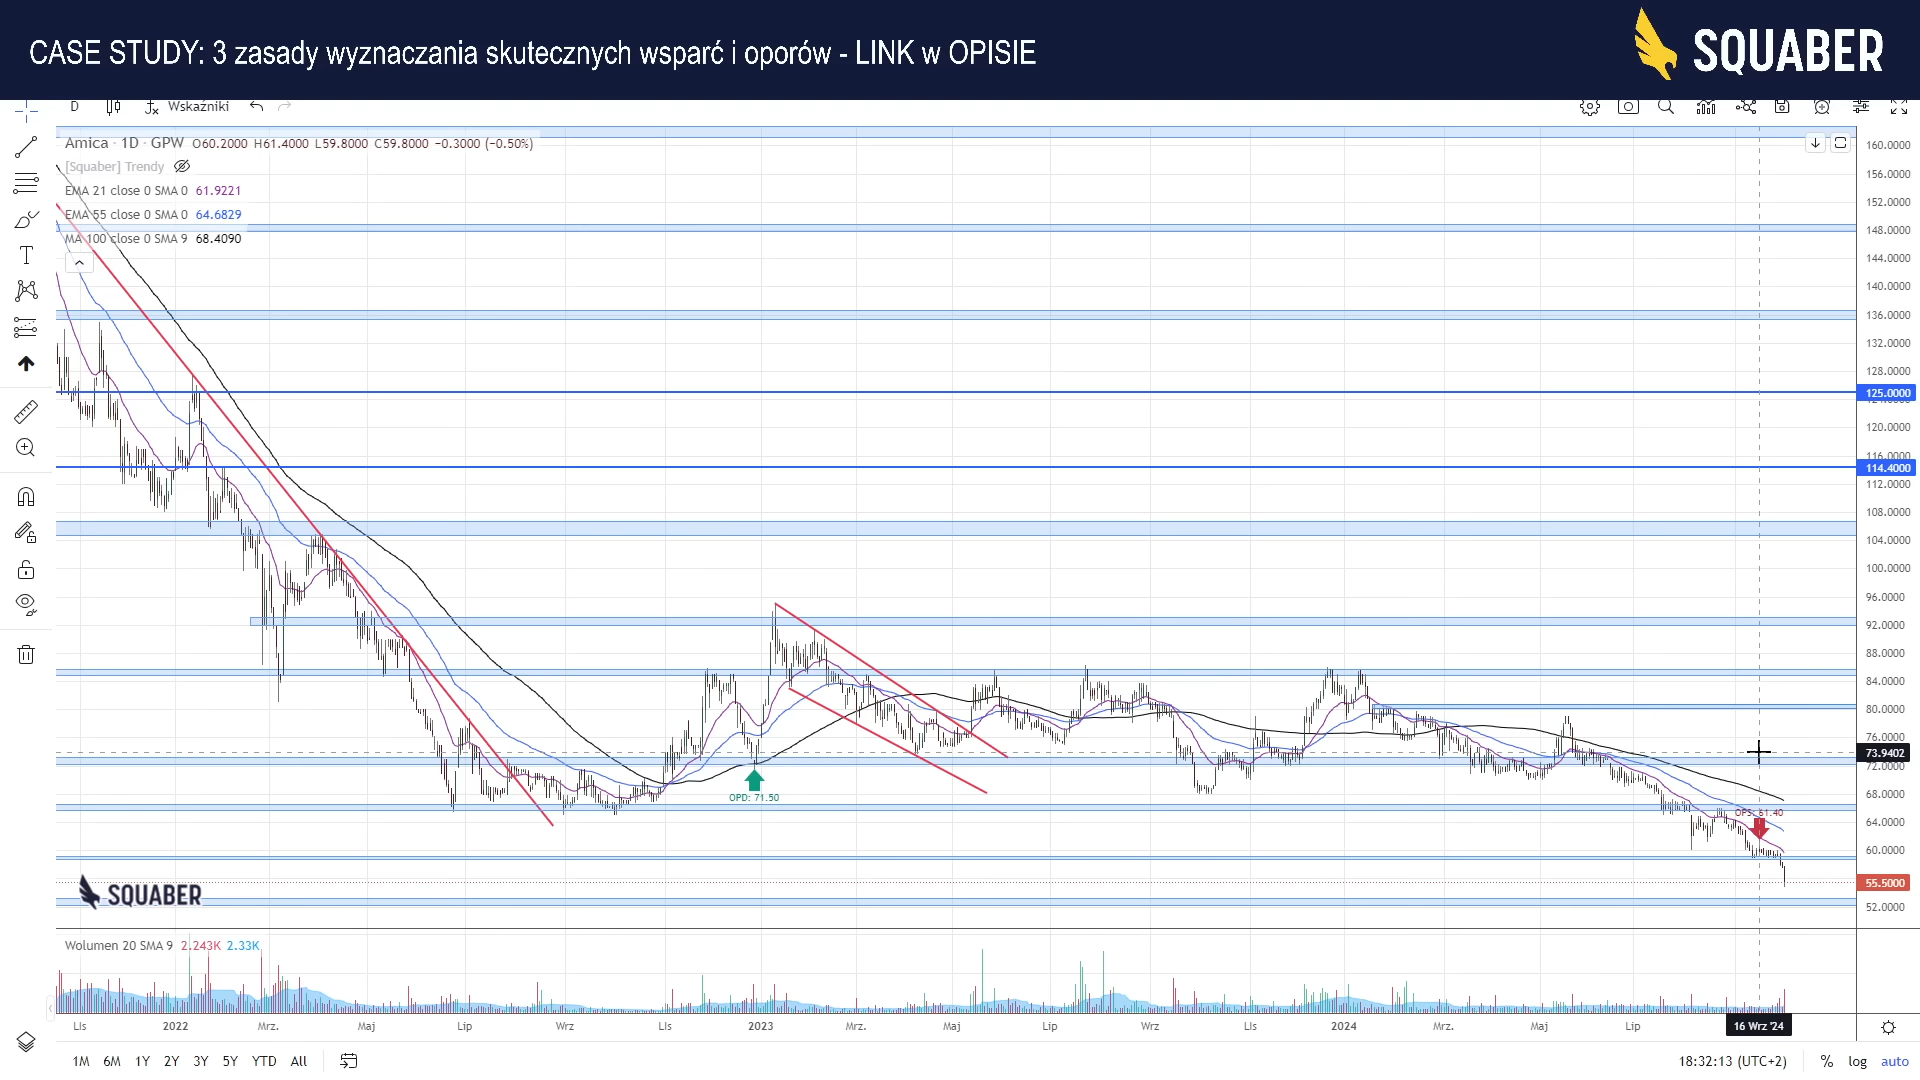 CASE STUDY: 3 zasady wyznaczania skutecznych wsparć i oporów - LINK w OPISIE
SQUABER
D Wskaźniki
Amica · 1D · GPW O60.2000 H61.4000 L59.8000 C59.8000 −0.3000 (−0.50%)
[Squaber] Trendy
EMA 21 close 0 SMA 0 61.9221
EMA 55 close 0 SMA 0 64.6829
MA 100 close 0 SMA 9 68.4090
160.0000
156.0000
152.0000
148.0000
144.0000
140.0000
136.0000
132.0000
128.0000
125.0000
120.0000
116.0000
114.4000
112.0000
108.0000
104.0000
100.0000
96.0000
92.0000
88.0000
84.0000
80.0000
76.0000
73.9402
72.0000
68.0000
64.0000
60.0000
55.5000
52.0000
OPD: 71.50
OPS: 61.40
SQUABER
Wolumen 20 SMA 9 2.243K 2.33K
Lis 2022 Mrz. Maj Lip Wrz Lis 2023 Mrz. Maj Lip Wrz Lis 2024 Mrz. Maj Lip 16 Wrz '24
1M 6M 1Y 2Y 3Y 5Y YTD All 18:32:13 (UTC+2) % log auto